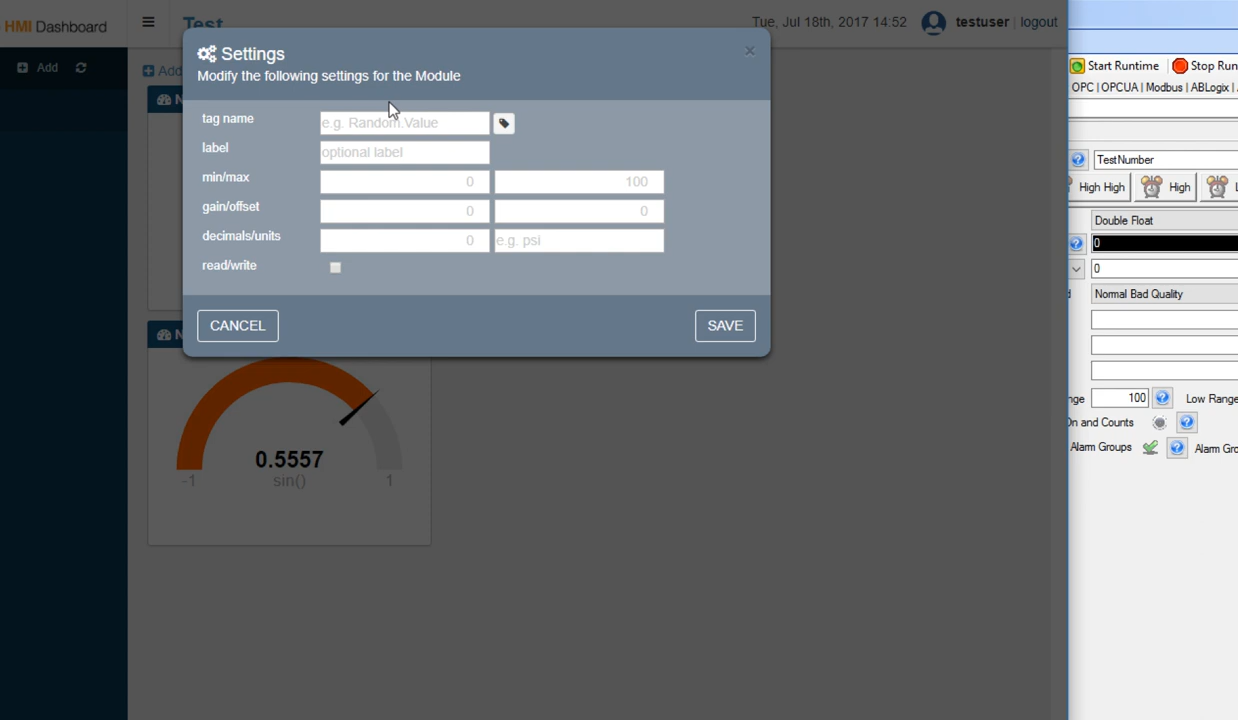 HMI Dashboard
Test
Tue, Jul 18th, 2017 14:52
testuser | logout
Add
Add
Settings
Modify the following settings for the Module
tag name
e.g. Random.Value
label
optional label
min/max
0
100
gain/offset
0
0
decimals/units
0
e.g. psi
read/write
CANCEL
SAVE
N
N
0.5557
-1
sin()
1
Start Runtime
Stop Run
OPC | OPCUA | Modbus | ABLogix |
TestNumber
High High
High
Double Float
0
0
Normal Bad Quality
nge
100
Low Range
On and Counts
Alarm Groups
Alarm Gro